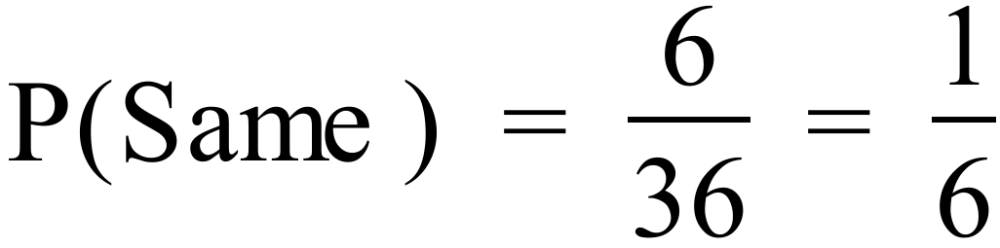 P(Same ) = 6/36 = 1/6